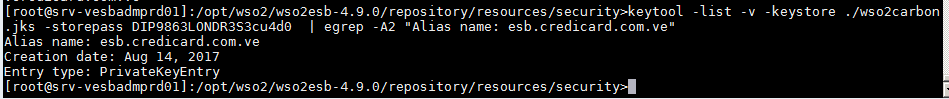 [root@srv-vesbadmprd01]:/opt/wso2/wso2esb-4.9.0/repository/resources/security>keytool -list -v -keystore ./wso2carbon
.jks -storepass DIP9863LONDR3S3cu4d0  | egrep -A2 "Alias name: esb.credicard.com.ve"
Alias name: esb.credicard.com.ve
Creation date: Aug 14, 2017
Entry type: PrivateKeyEntry
[root@srv-vesbadmprd01]:/opt/wso2/wso2esb-4.9.0/repository/resources/security>